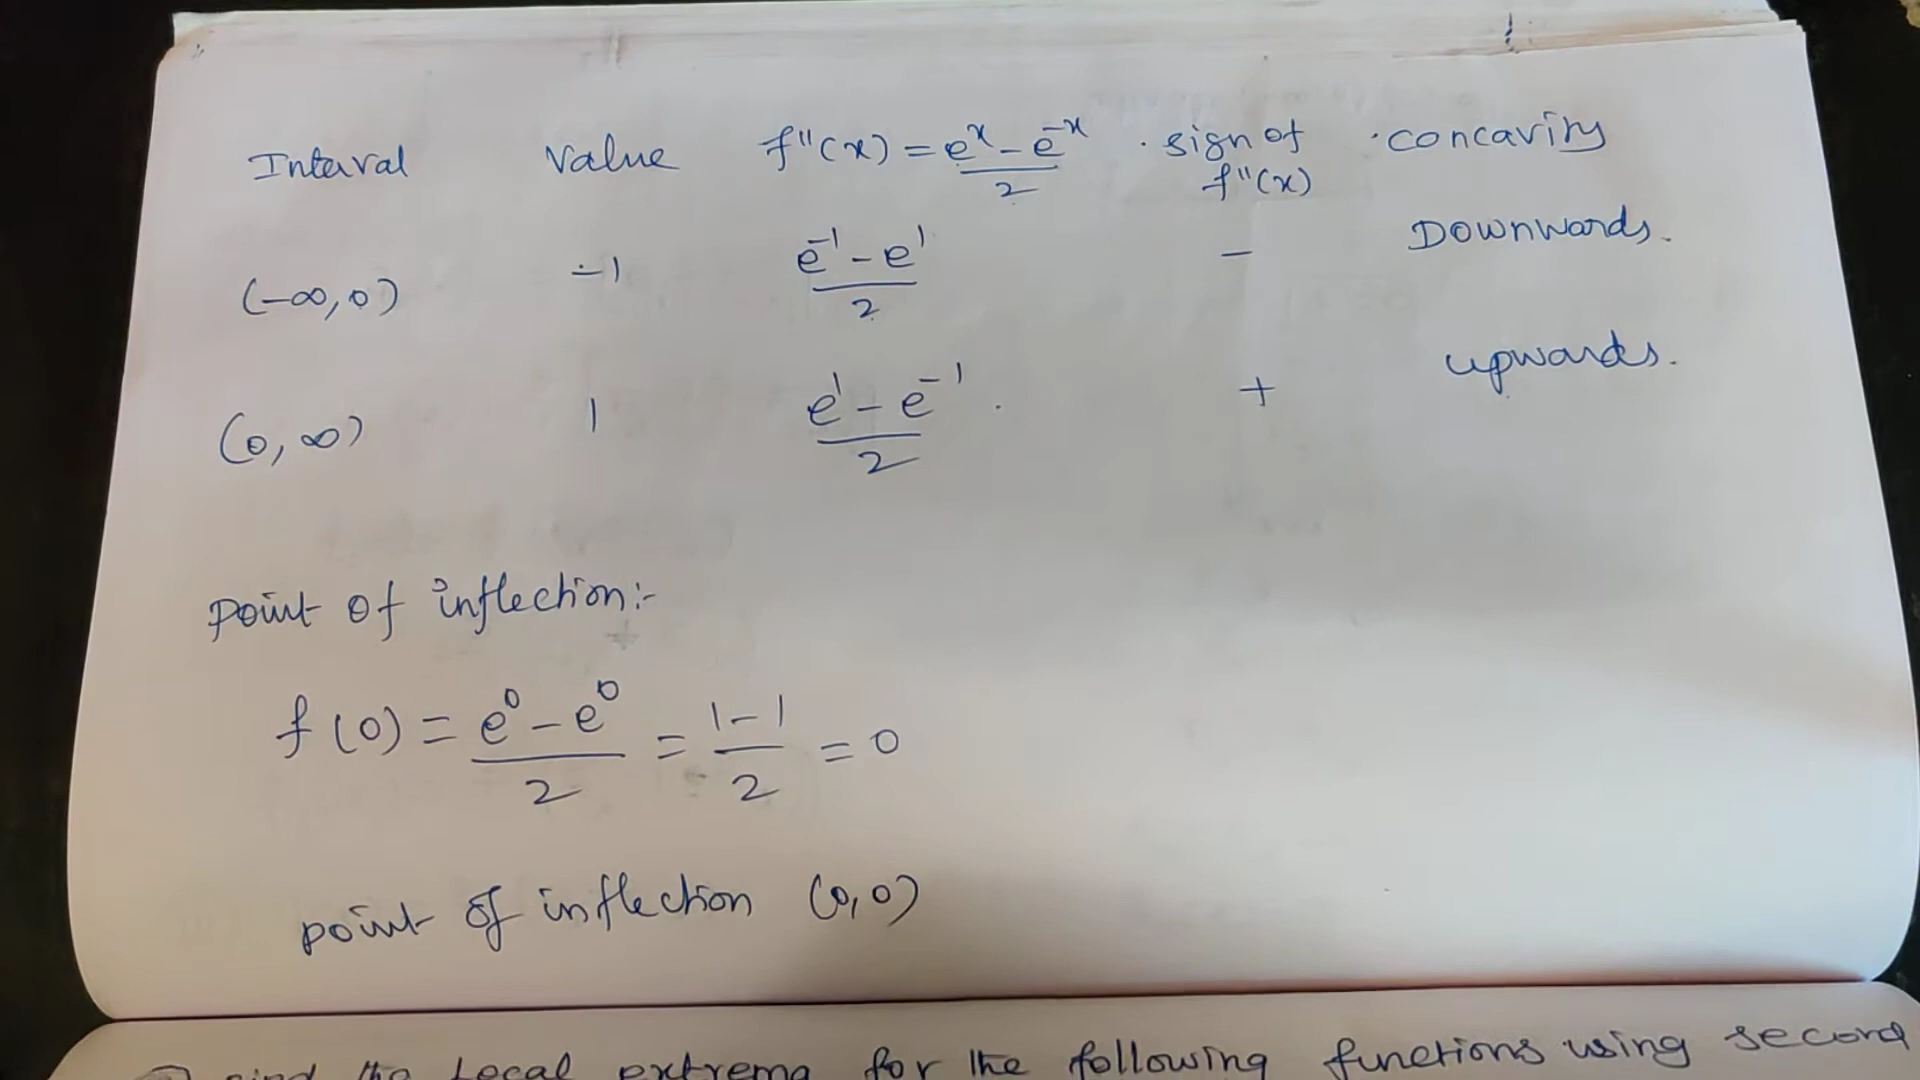 Interval Value f"(x) = e^x - e^-x / 2 . sign of f"(x) . concavity
(-∞, 0) -1 e^-1 - e^1 / 2 - Downwards.
(0, ∞) 1 e^1 - e^-1 / 2 . + upwards.
Point of inflection:-
f(0) = e^0 - e^0 / 2 = 1-1 / 2 = 0
point of inflection (0,0)
Local extrema for the following functions using second